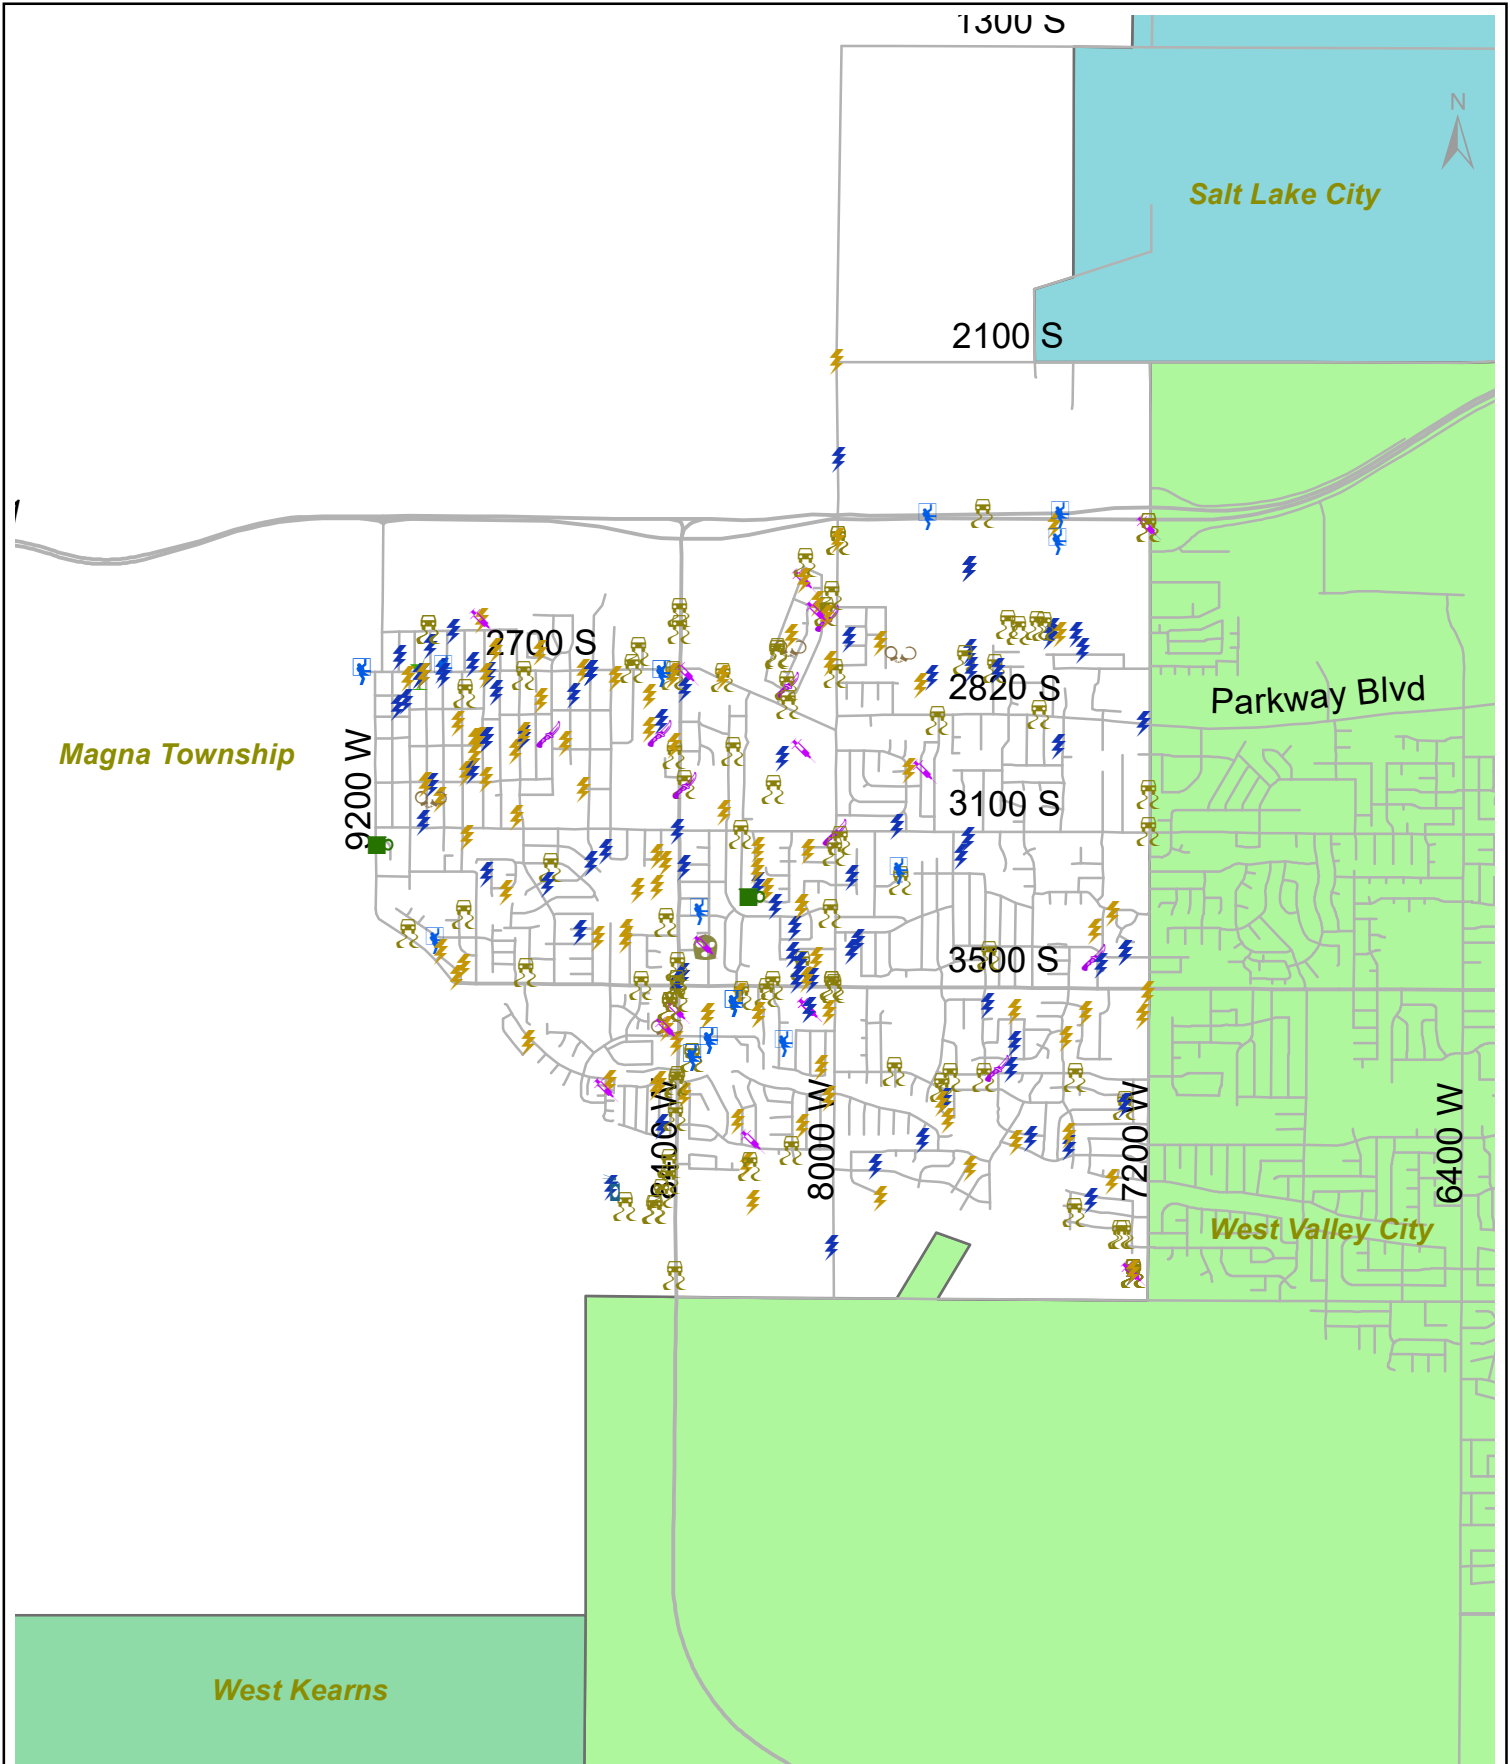 1300 S
N
Salt Lake City
2100 S
2700 S
2820 S
Parkway Blvd
Magna Township
9200 W
3100 S
3500 S
8400 W
8000 W
7200 W
6400 W
West Valley City
West Kearns